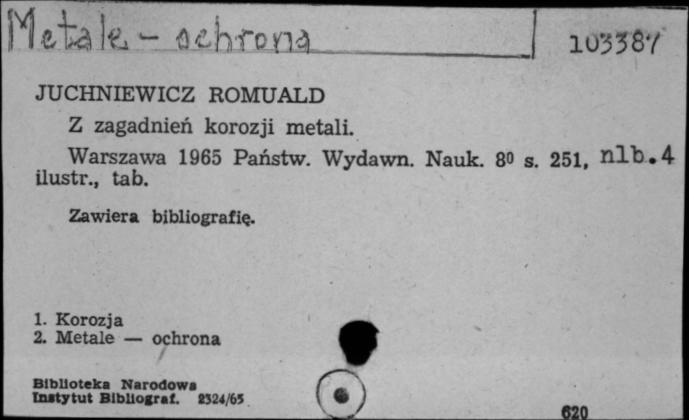 Metale - ochrona
103387
JUCHNIEWICZ ROMUALD
Z zagadnień korozji metali.
Warszawa 1965 Państw. Wydawn. Nauk. 8⁰ s. 251, nlb.4
ilustr., tab.
Zawiera bibliografię.
1. Korozja
2. Metale — ochrona
Biblioteka Narodowa
Instytut Bibliograf. 2324/65
620